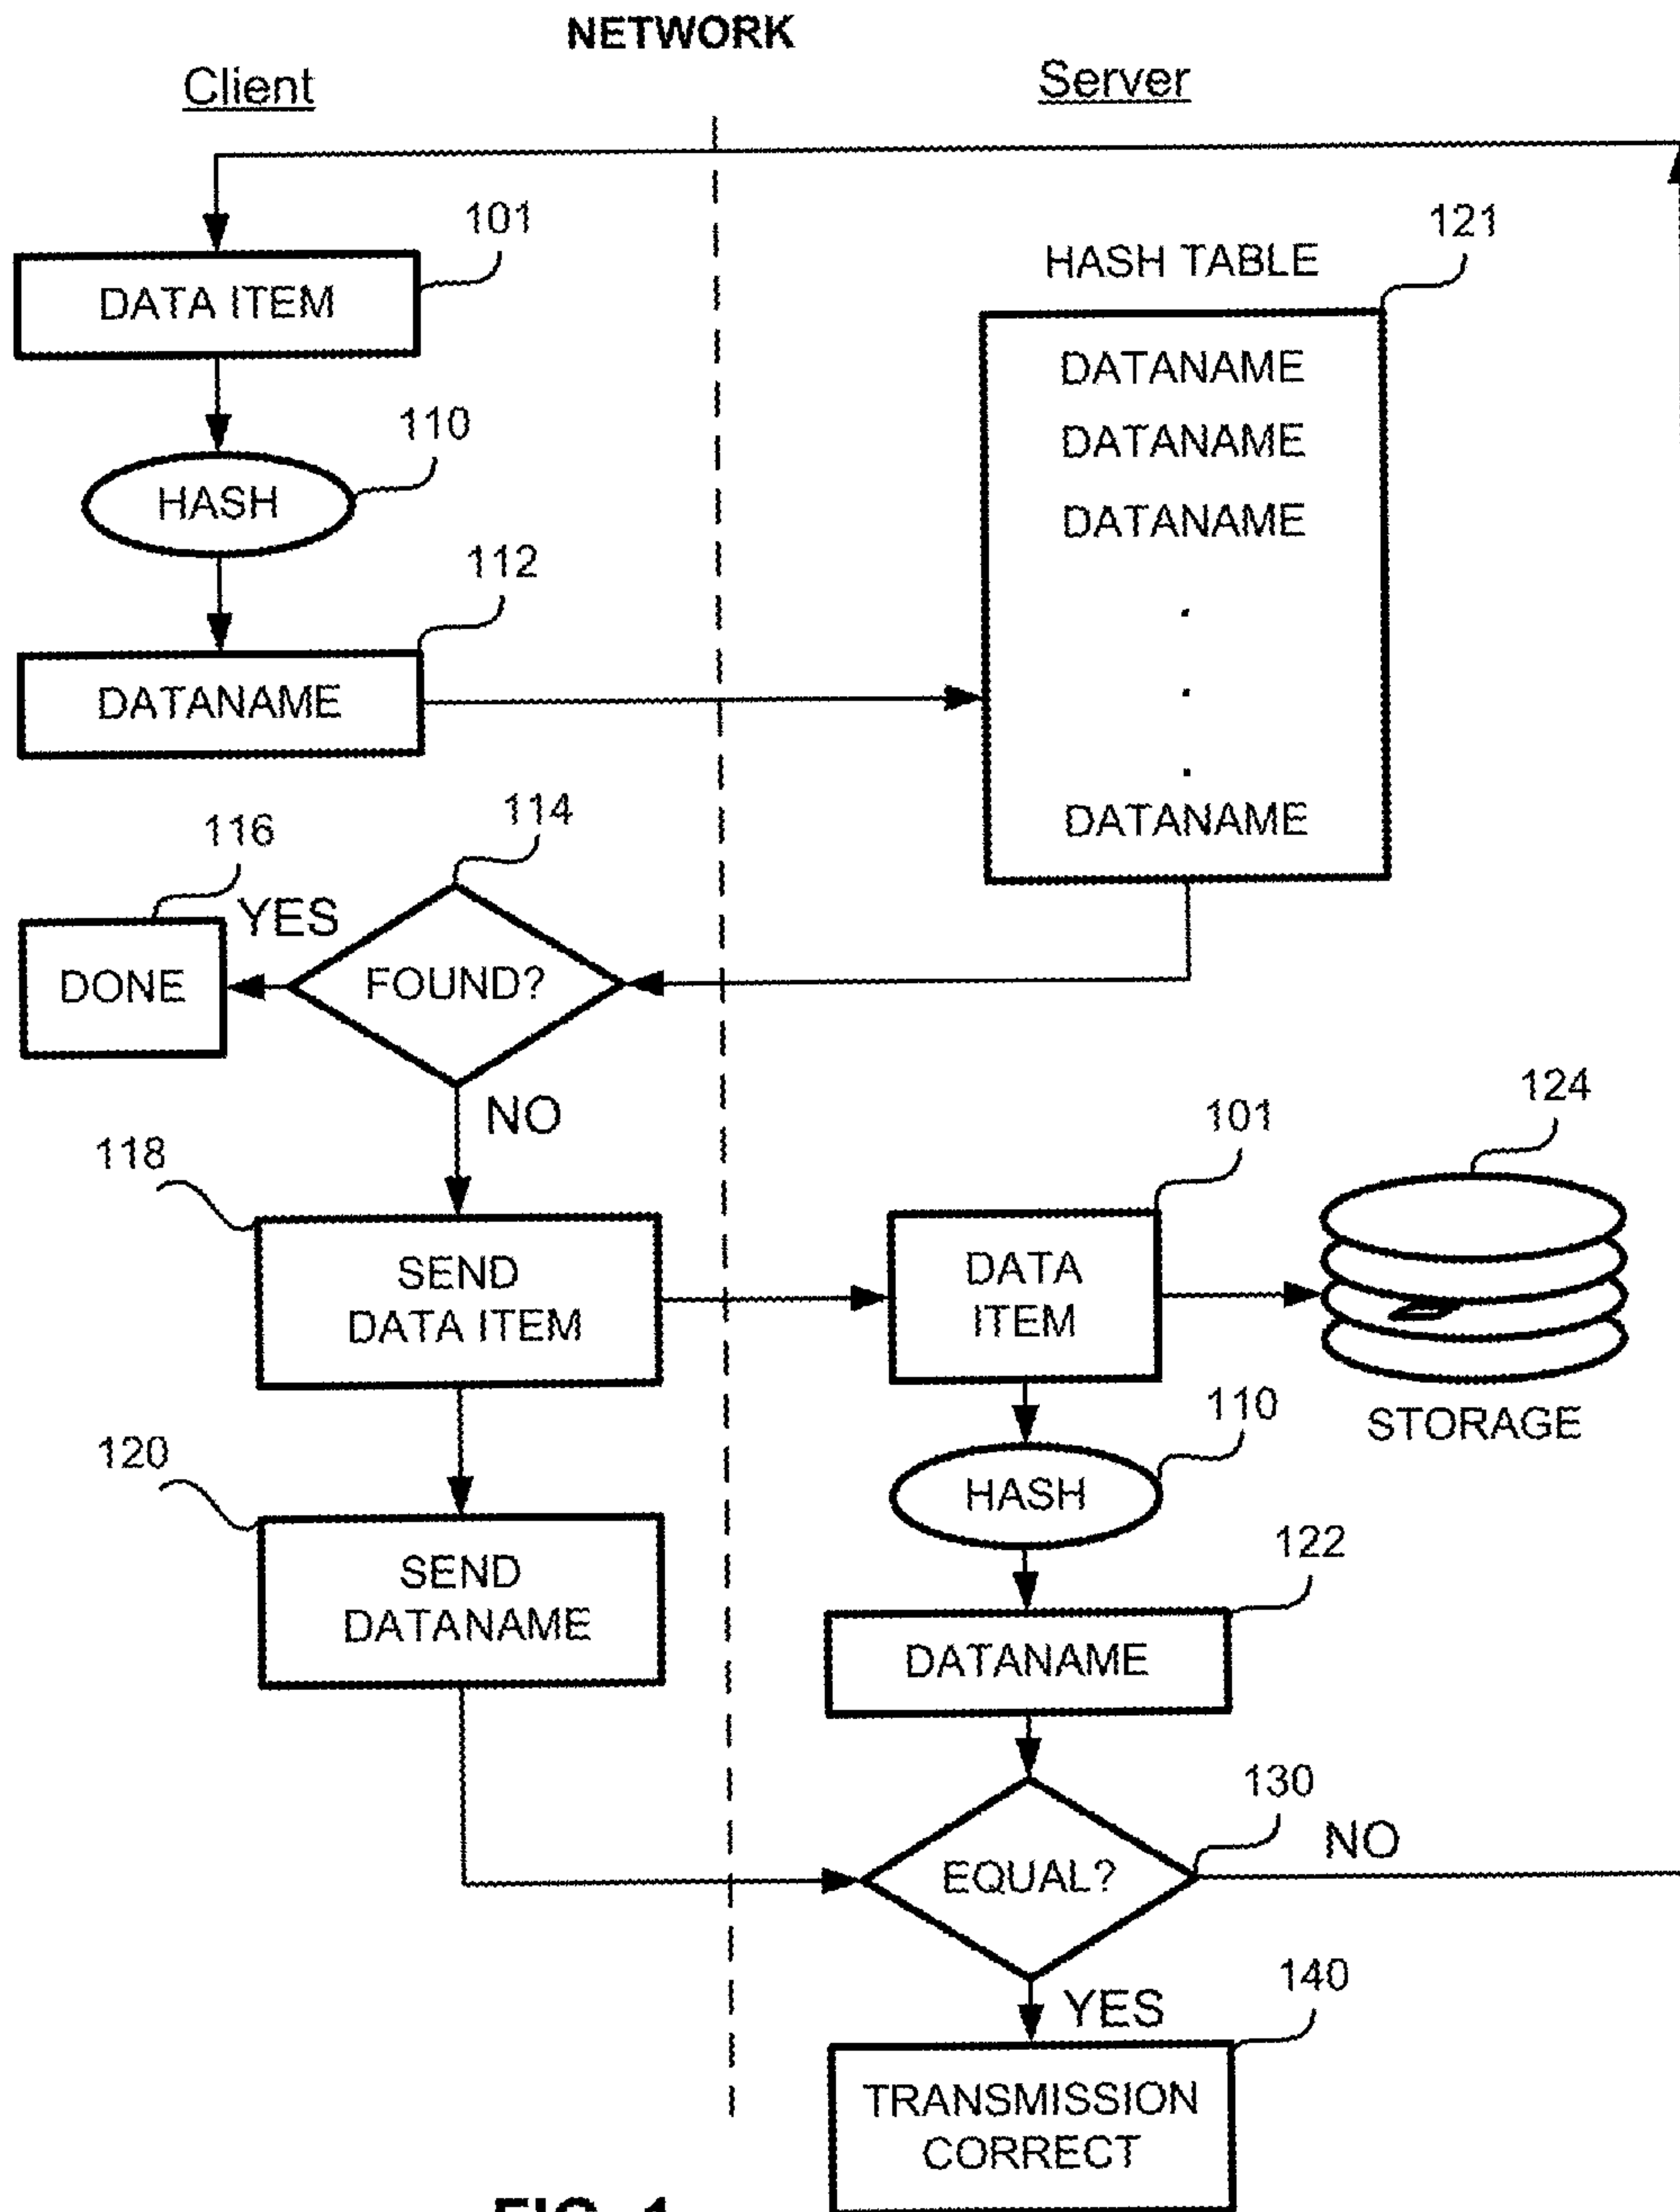 NETWORK
Client
Server
101
DATA ITEM
HASH TABLE
121
DATANAME
DATANAME
DATANAME
.
.
.
DATANAME
110
HASH
112
DATANAME
116
YES
114
DONE
FOUND?
NO
118
SEND
DATA ITEM
101
DATA
ITEM
124
STORAGE
110
HASH
120
SEND
DATANAME
122
DATANAME
130
EQUAL?
NO
YES
140
TRANSMISSION
CORRECT
FIG. 1